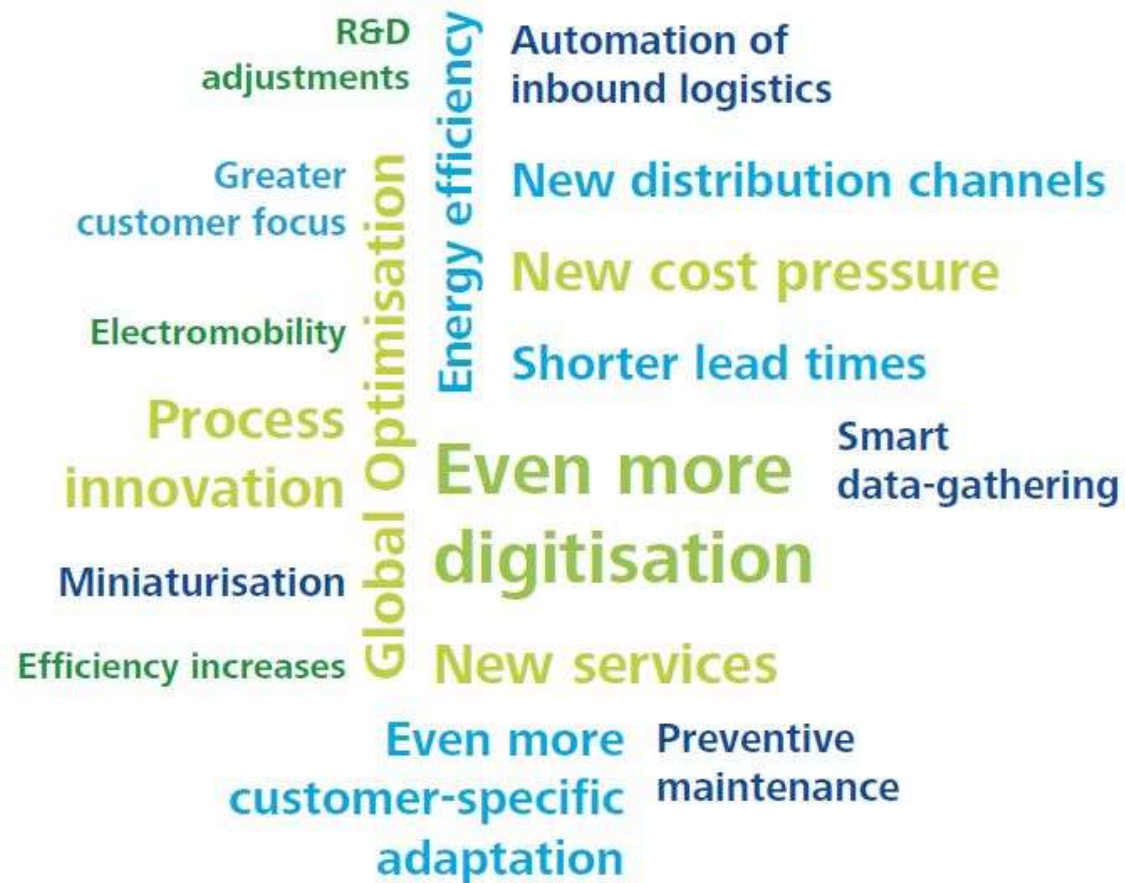 R&D
adjustments
Energy efficiency
Automation of
inbound logistics
Greater
customer focus
Global Optimisation
New distribution channels
New cost pressure
Electromobility
Shorter lead times
Process
innovation
Even more
digitisation
Smart
data-gathering
Miniaturisation
Efficiency increases
New services
Even more
customer-specific
adaptation
Preventive
maintenance